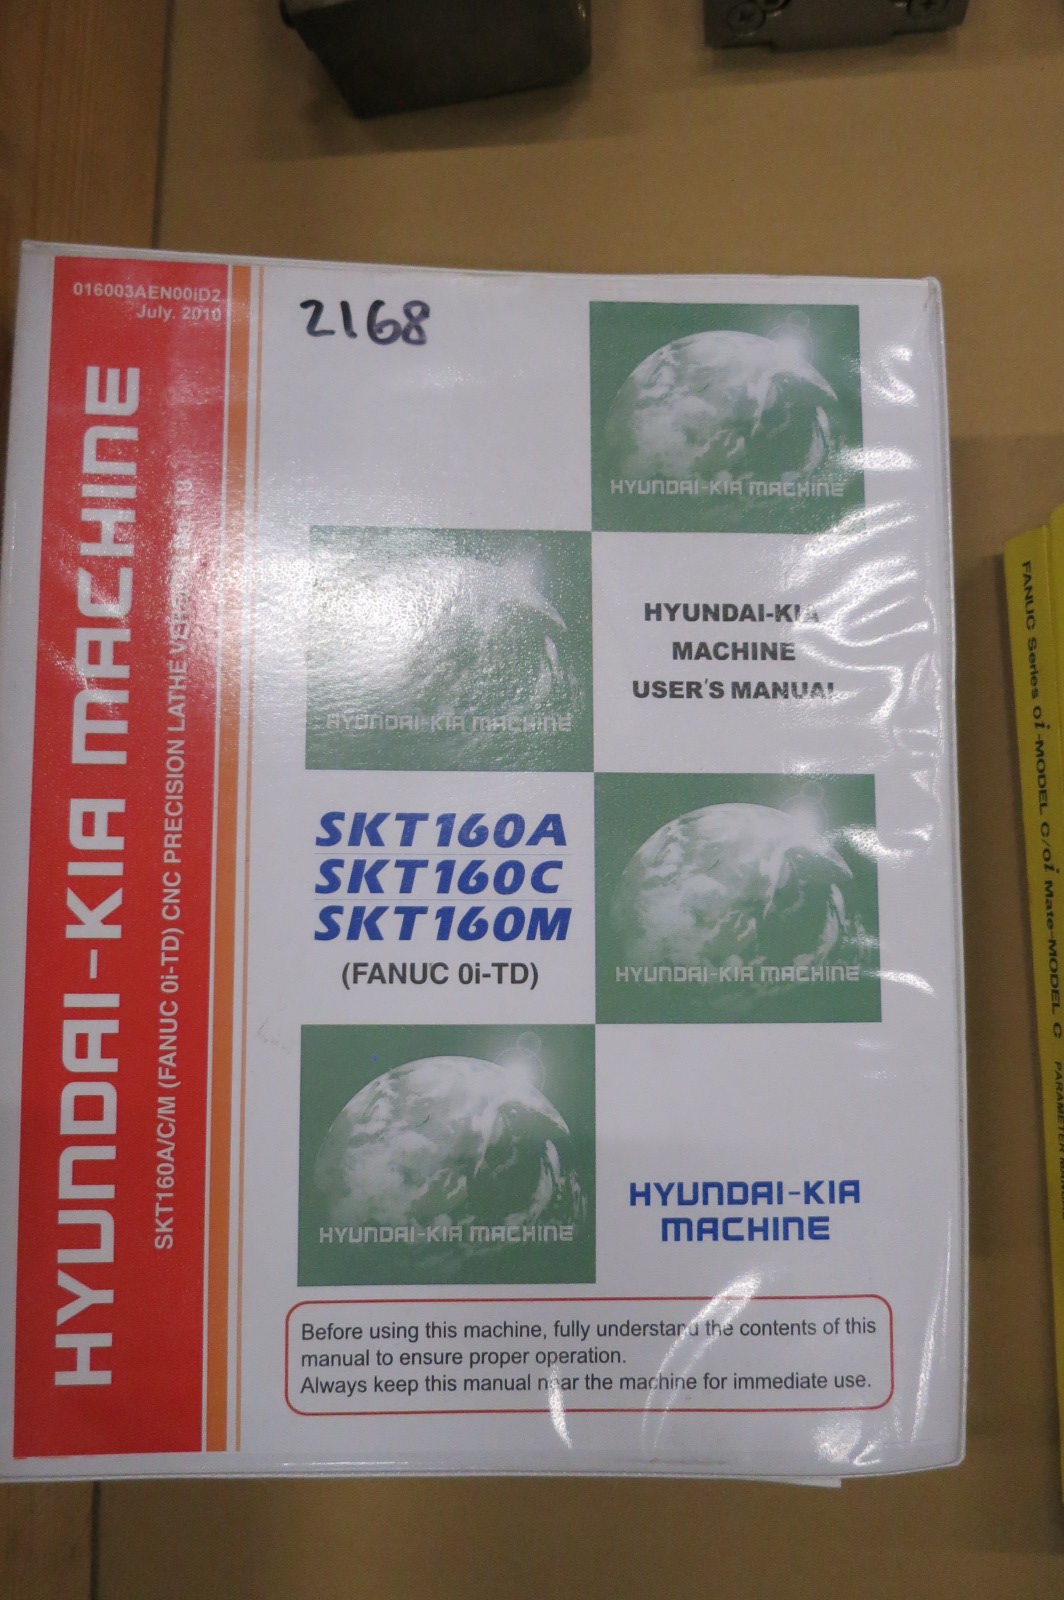 016003AEN00iD2
July. 2010
HYUNDAI-KIA MACHINE
SKT160A/C/M (FANUC 0i-TD) CNC PRECISION LATHE
2168
HYUNDAI-KIA MACHINE
HYUNDAI-KIA MACHINE
HYUNDAI-KIA
MACHINE
USER'S MANUAL
SKT160A
SKT160C
SKT160M
(FANUC 0i-TD)
HYUNDAI-KIA MACHINE
HYUNDAI-KIA MACHINE
HYUNDAI-KIA
MACHINE
Before using this machine, fully understand the contents of this
manual to ensure proper operation.
Always keep this manual near the machine for immediate use.
FANUC Series 0i-MODEL C/0i Mate-MODEL C PARAMETER